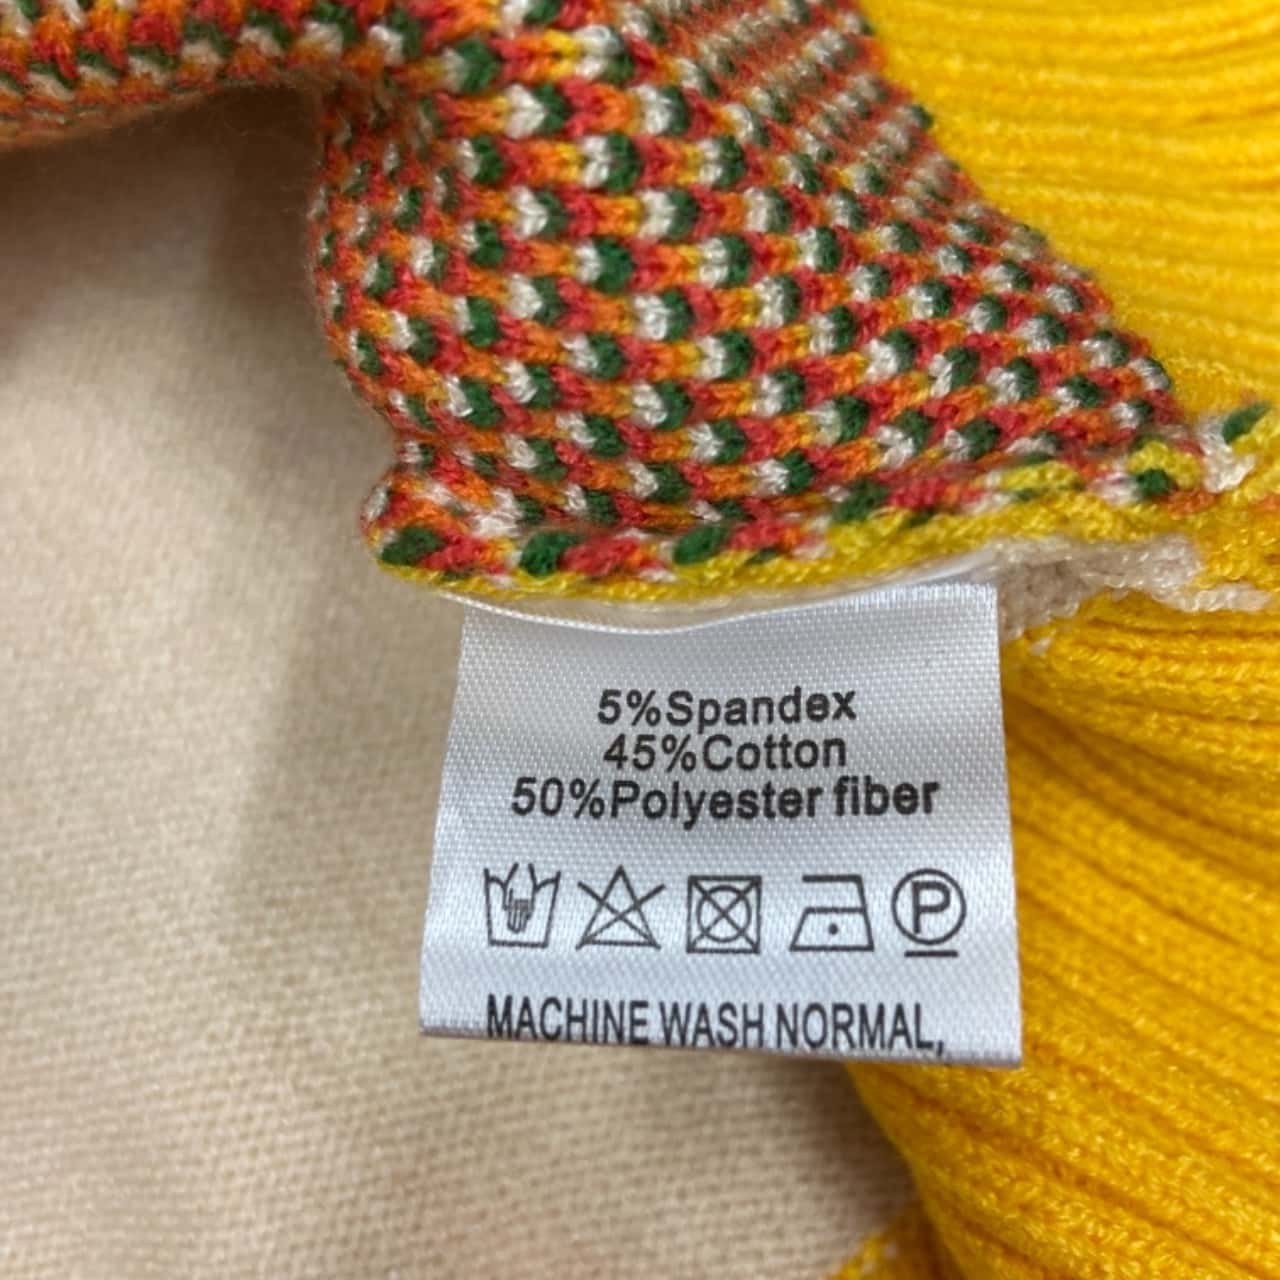 5%Spandex
45%Cotton
50%Polyester fiber
P
MACHINE WASH NORMAL,